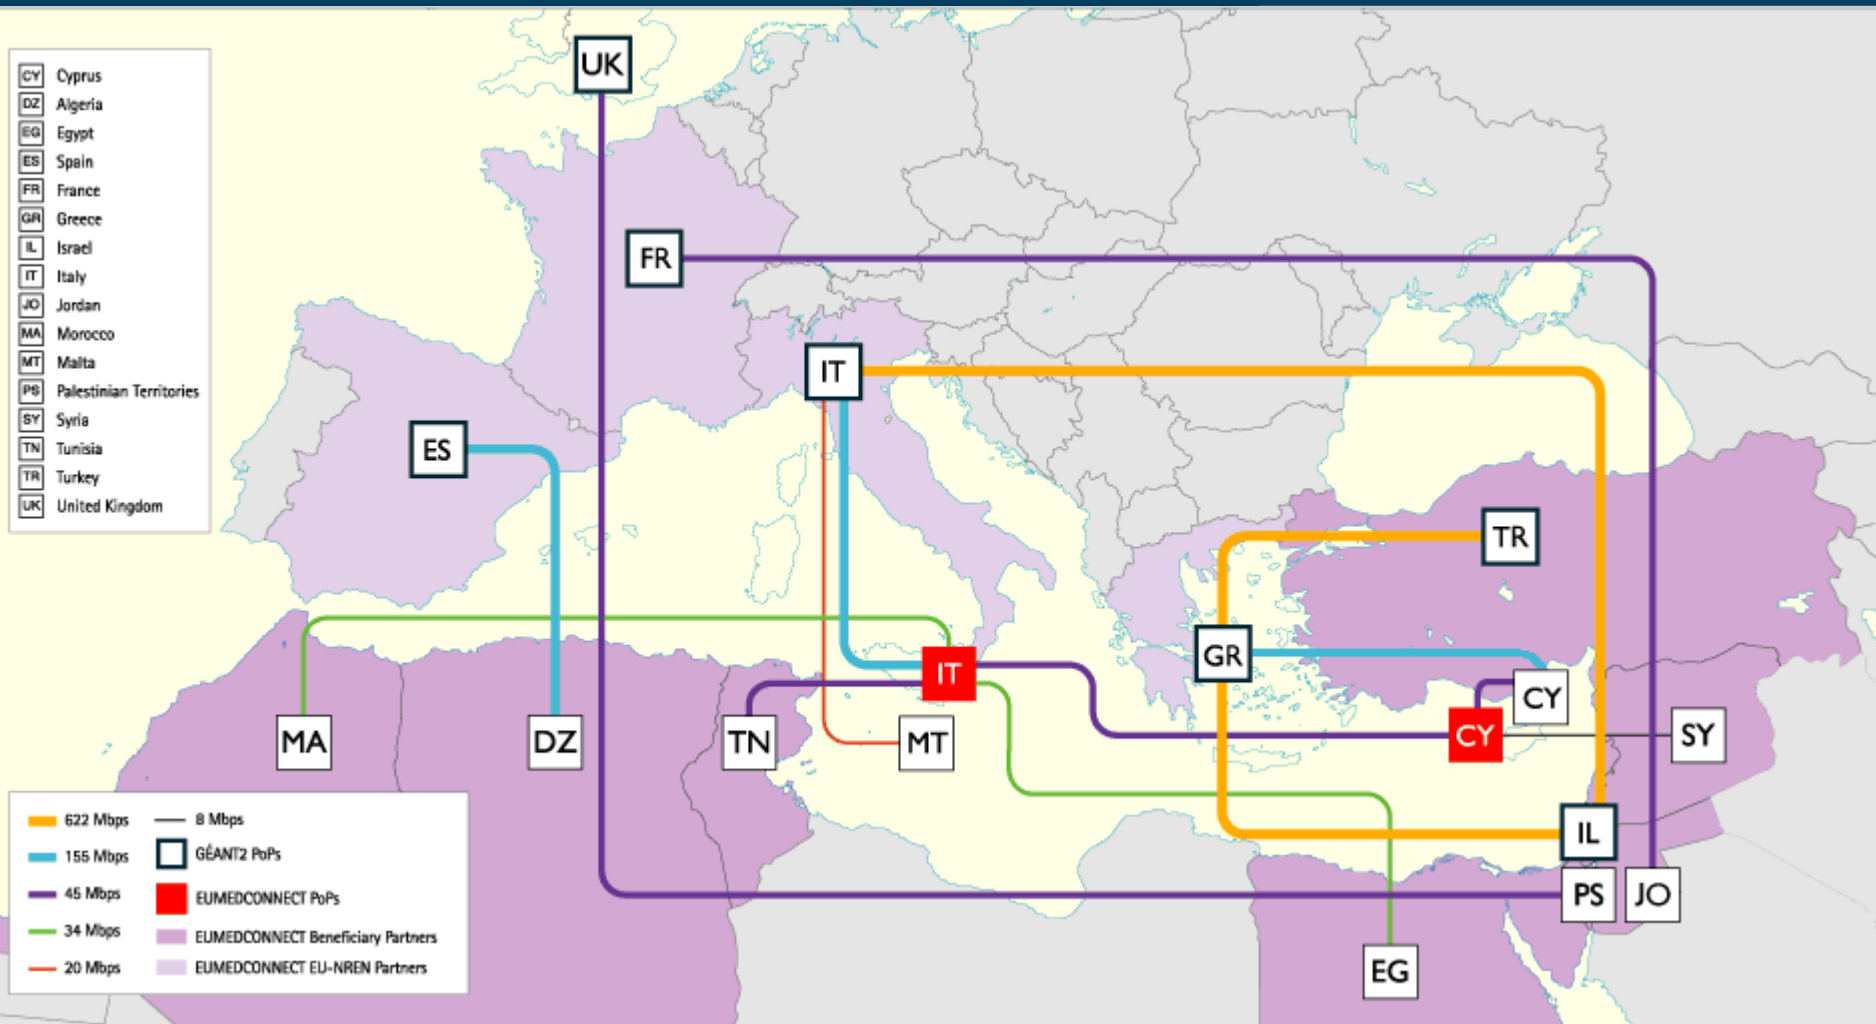 CY Cyprus
DZ Algeria
EG Egypt
ES Spain
FR France
GR Greece
IL Israel
IT Italy
JO Jordan
MA Morocco
MT Malta
PS Palestinian Territories
SY Syria
TN Tunisia
TR Turkey
UK United Kingdom
UK
FR
IT
ES
TR
GR
IT
CY
MA
DZ
TN
MT
CY
SY
IL
PS
JO
EG
622 Mbps
155 Mbps
45 Mbps
34 Mbps
20 Mbps
8 Mbps
GÉANT2 PoPs
EUMEDCONNECT PoPs
EUMEDCONNECT Beneficiary Partners
EUMEDCONNECT EU-NREN Partners